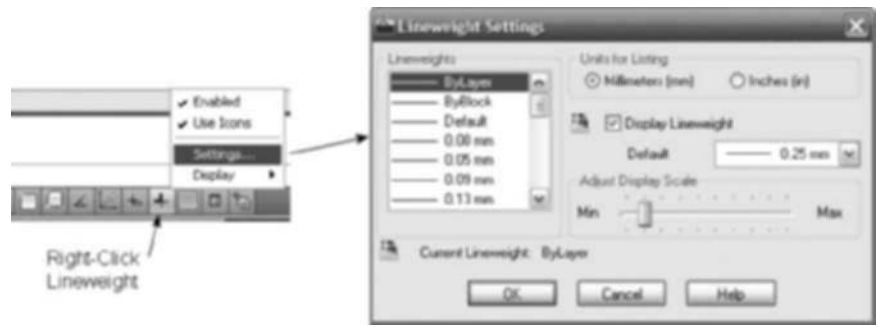 Enabled
Use Icons
Settings...
Display
Right-Click
Lineweight
Lineweight Settings
Lineweights
ByLayer
ByBlock
Default
0.00 mm
0.05 mm
0.09 mm
0.13 mm
Units for Listing
Millimeters (mm)
Inches (in)
Display Lineweight
Default
0.25 mm
Adjust Display Scale
Min
Max
Current Lineweight: ByLayer
OK
Cancel
Help